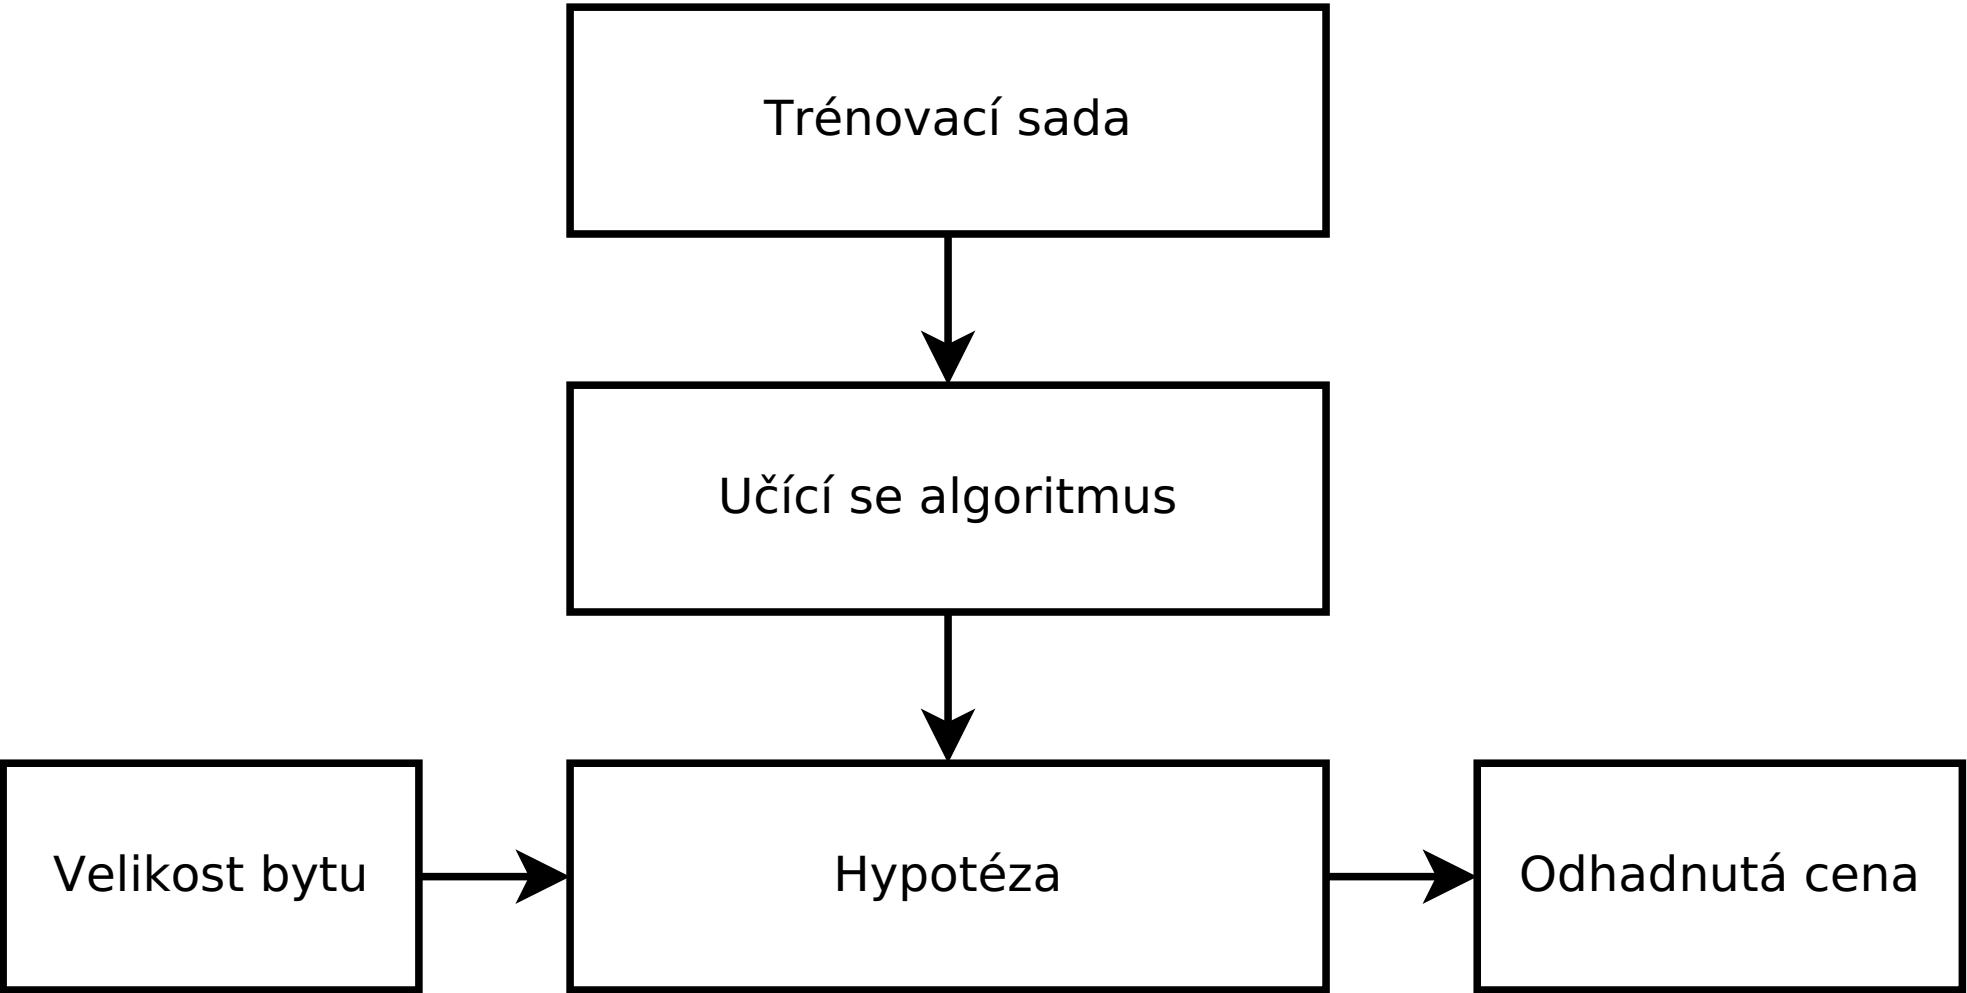 Trénovací sada
Učící se algoritmus
Velikost bytu
Hypotéza
Odhadnutá cena